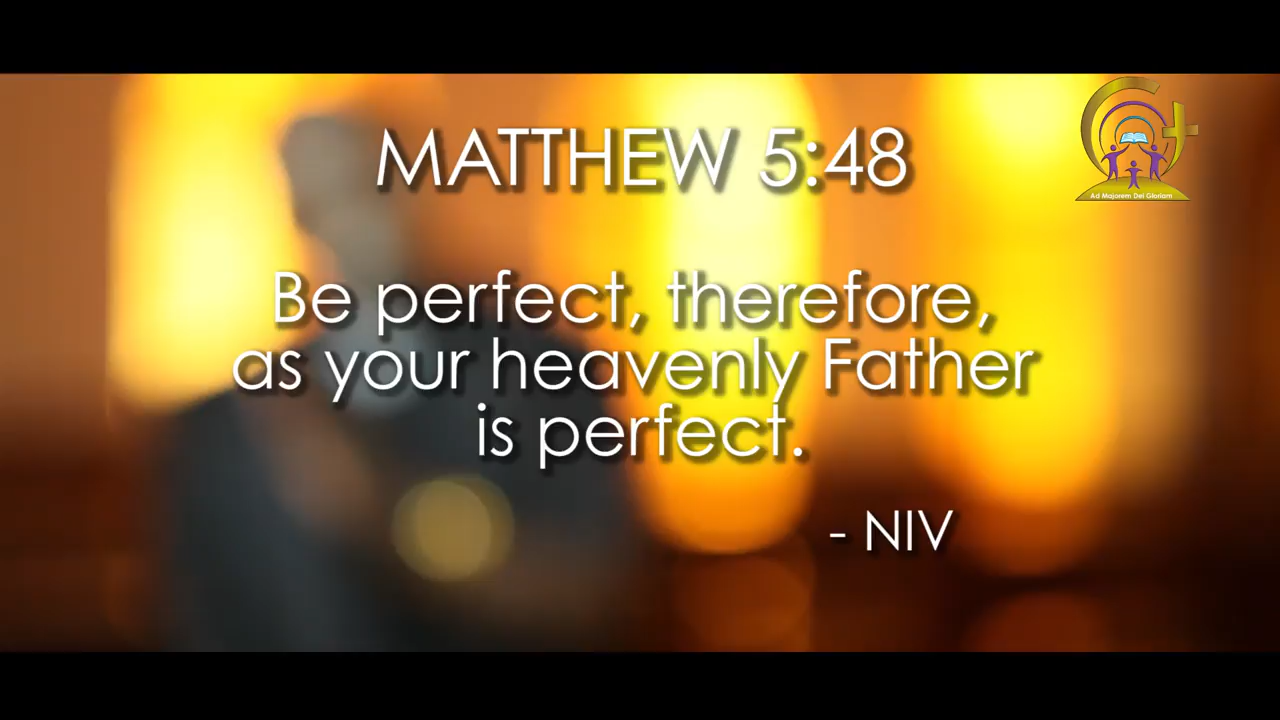 MATTHEW 5:48
Ad Majorem Dei Gloriam
Be perfect, therefore,
as your heavenly Father
is perfect.
- NIV